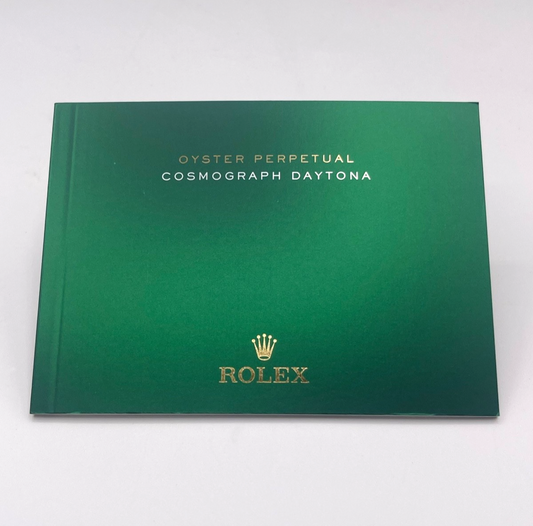 OYSTER PERPETUAL
COSMOGRAPH DAYTONA
ROLEX